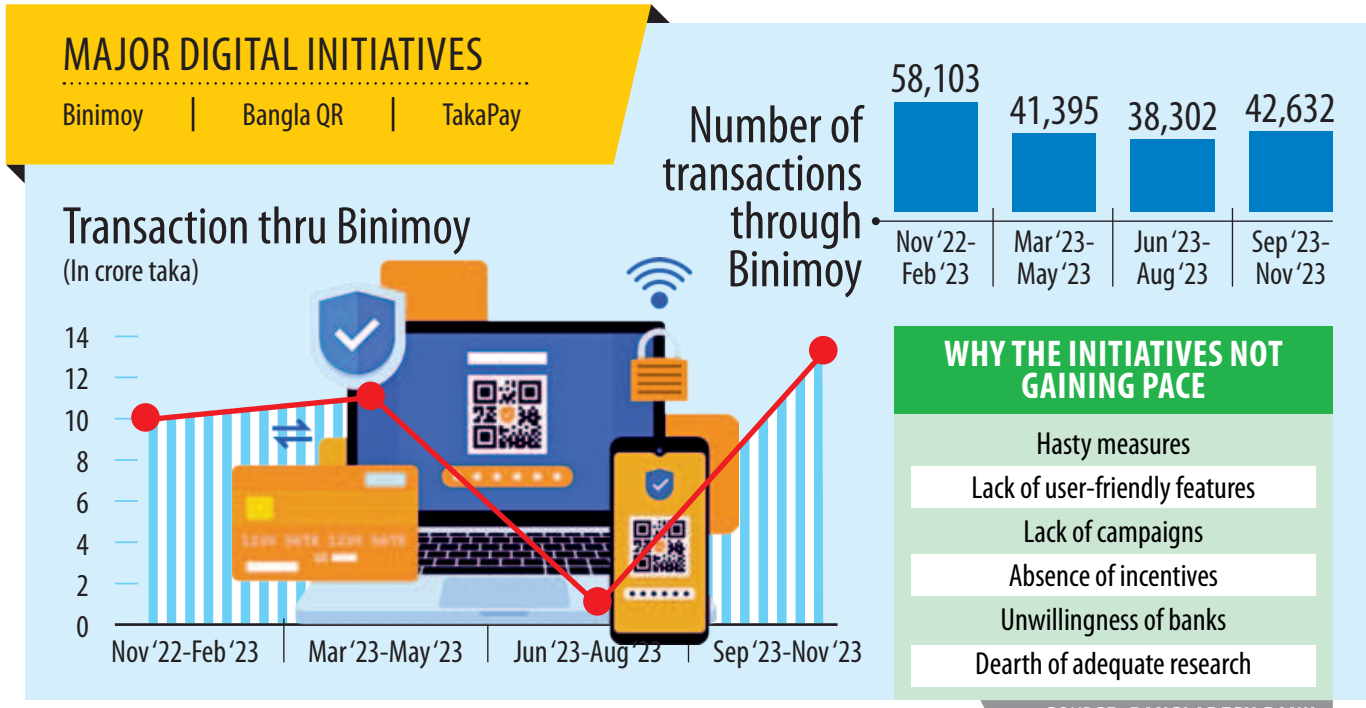 MAJOR DIGITAL INITIATIVES
Binimoy | Bangla QR | TakaPay
Transaction thru Binimoy
(In crore taka)
14
12
10
8
6
4
2
0
Nov ‘22-Feb ‘23 | Mar ‘23-May ‘23 | Jun ‘23-Aug ‘23 | Sep ‘23-Nov ‘23
Number of
transactions
through
Binimoy
58,103 41,395 38,302 42,632
Nov ‘22- Mar ‘23- Jun ‘23- Sep ‘23-
Feb ‘23 May ‘23 Aug ‘23 Nov ‘23
WHY THE INITIATIVES NOT
GAINING PACE
Hasty measures
Lack of user-friendly features
Lack of campaigns
Absence of incentives
Unwillingness of banks
Dearth of adequate research